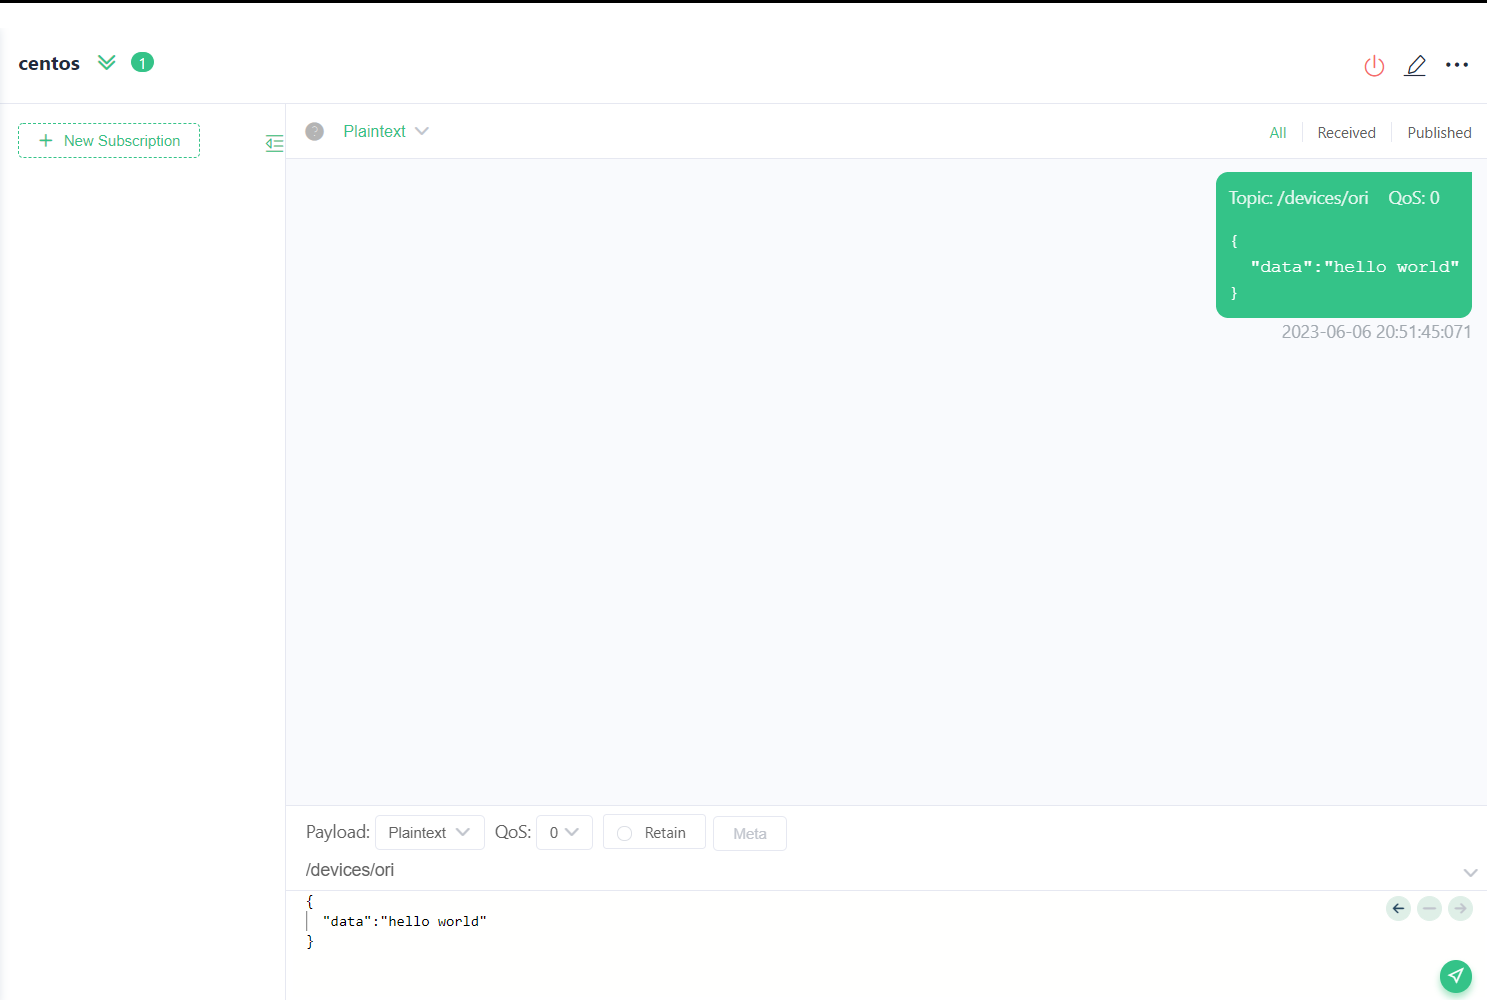 centos 1
New Subscription
? Plaintext
All Received Published
Topic: /devices/ori QoS: 0
{
"data":"hello world"
}
2023-06-06 20:51:45:071
Payload: Plaintext QoS: 0 Retain Meta
/devices/ori
{
"data":"hello world"
}